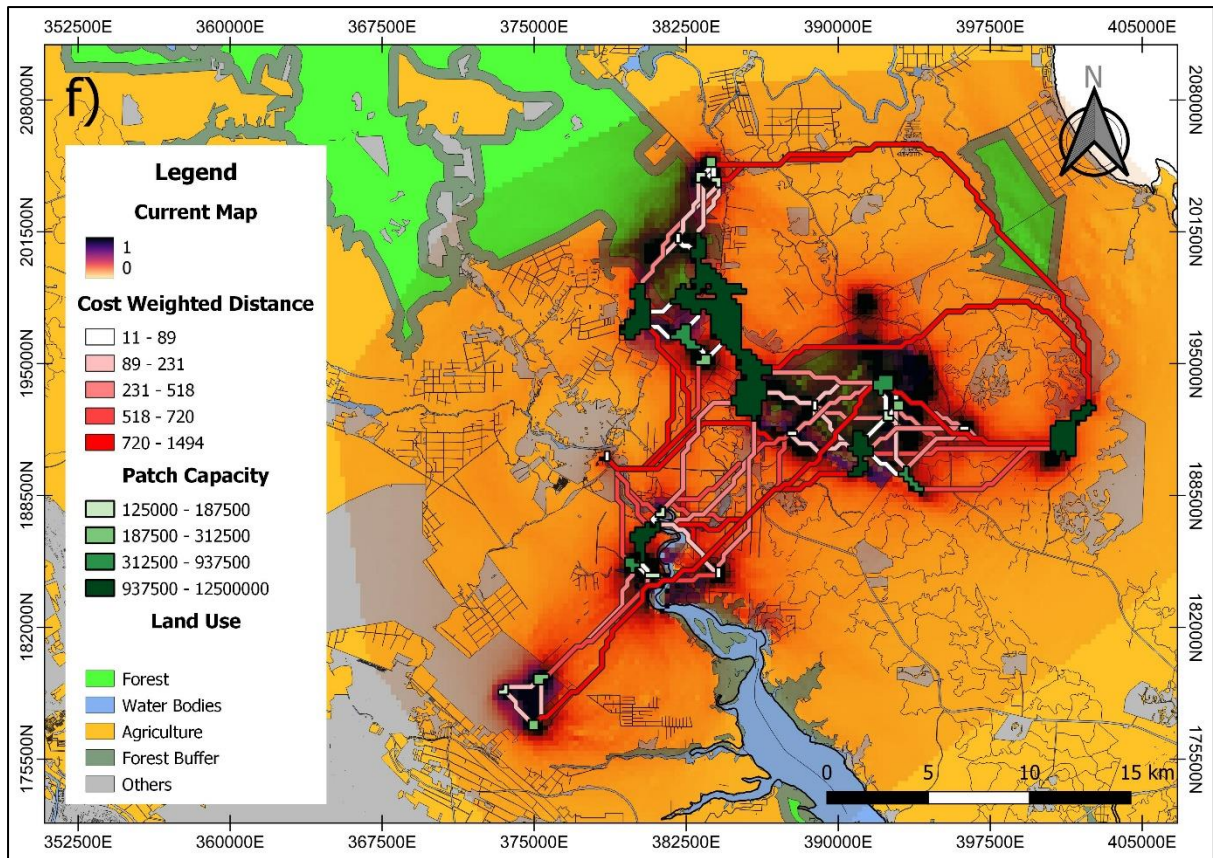 352500E 360000E 367500E 375000E 382500E 390000E 397500E 405000E
f)
N
208000N 208000N
201500N 201500N
195000N 195000N
188500N 188500N
182000N 182000N
175500N 175500N
Legend
Current Map
1
0
Cost Weighted Distance
11 - 89
89 - 231
231 - 518
518 - 720
720 - 1494
Patch Capacity
125000 - 187500
187500 - 312500
312500 - 937500
937500 - 12500000
Land Use
Forest
Water Bodies
Agriculture
Forest Buffer
Others
0 5 10 15 km
352500E 360000E 367500E 375000E 382500E 390000E 397500E 405000E